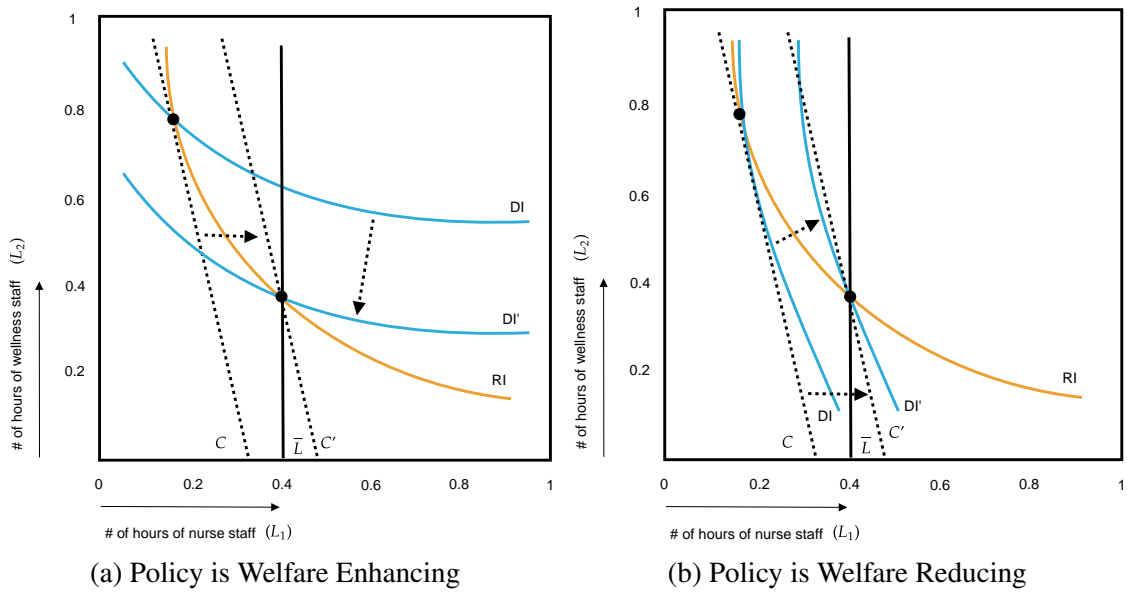 1
0.8
0.6
0.4
0.2
# of hours of wellness staff (L₂)
DI
DI'
RI
C
L̅
C′
0 0.2 0.4 0.6 0.8 1
# of hours of nurse staff (L₁)
(a) Policy is Welfare Enhancing
1
0.8
0.6
0.4
0.2
# of hours of wellness staff (L₂)
RI
DI
DI'
C
L̅
C′
0 0.2 0.4 0.6 0.8 1
# of hours of nurse staff (L₁)
(b) Policy is Welfare Reducing